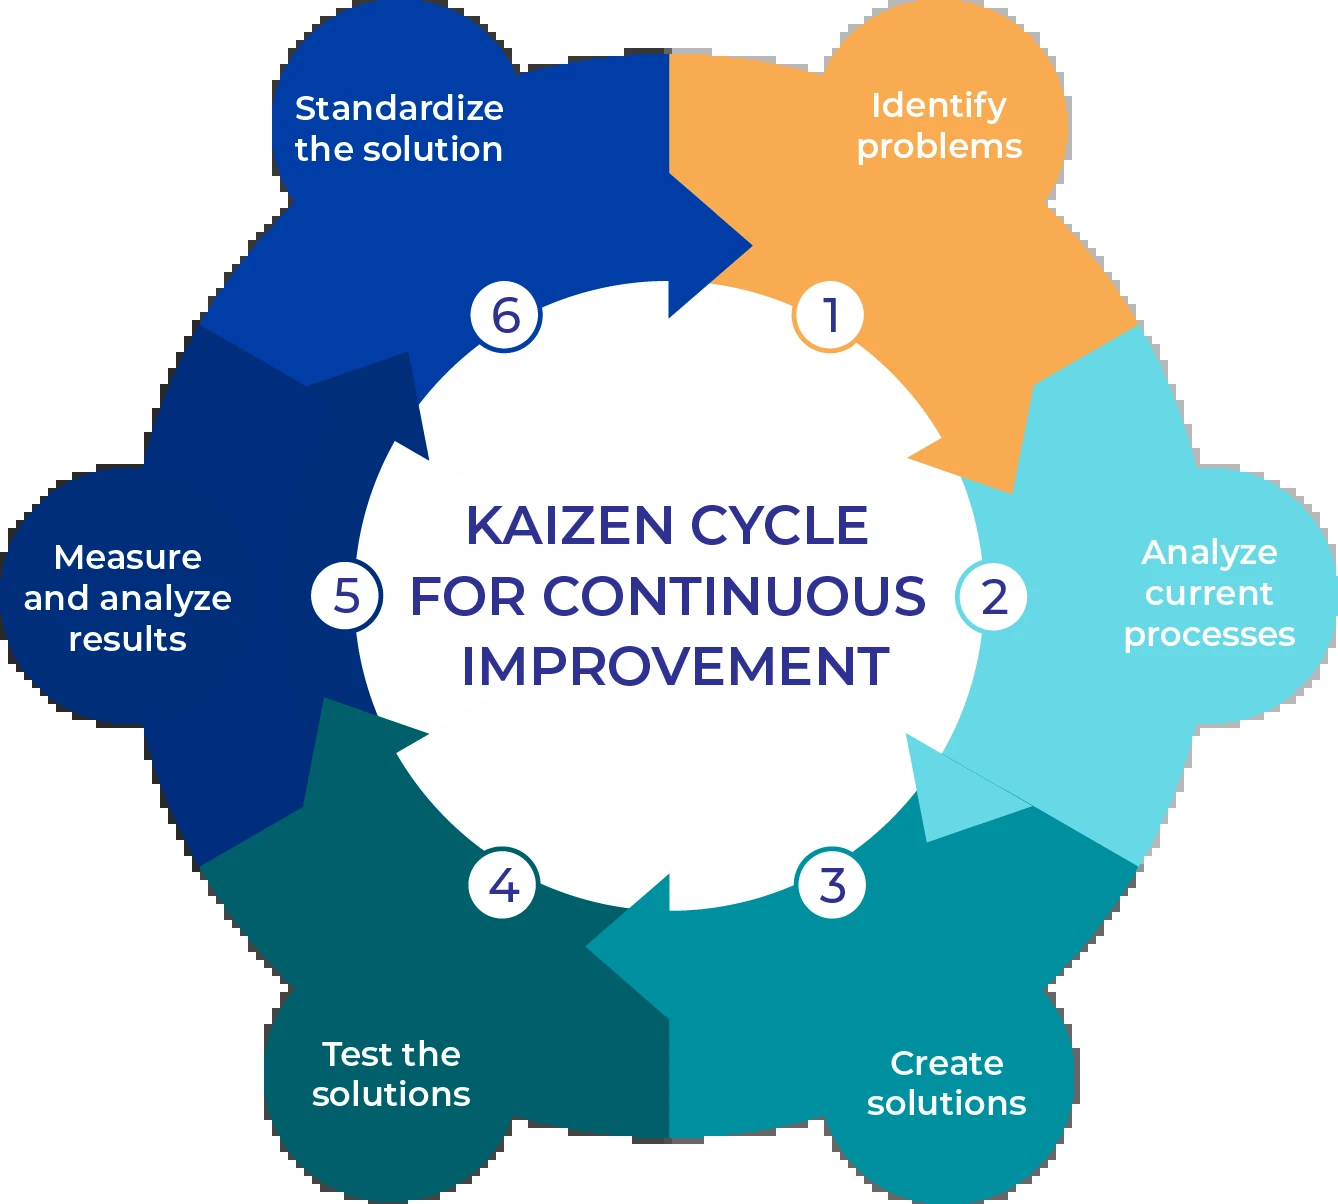 KAIZEN CYCLE
FOR CONTINUOUS
IMPROVEMENT
1
Identify
problems
2
Analyze
current
processes
3
Create
solutions
4
Test the
solutions
5
Measure
and analyze
results
6
Standardize
the solution